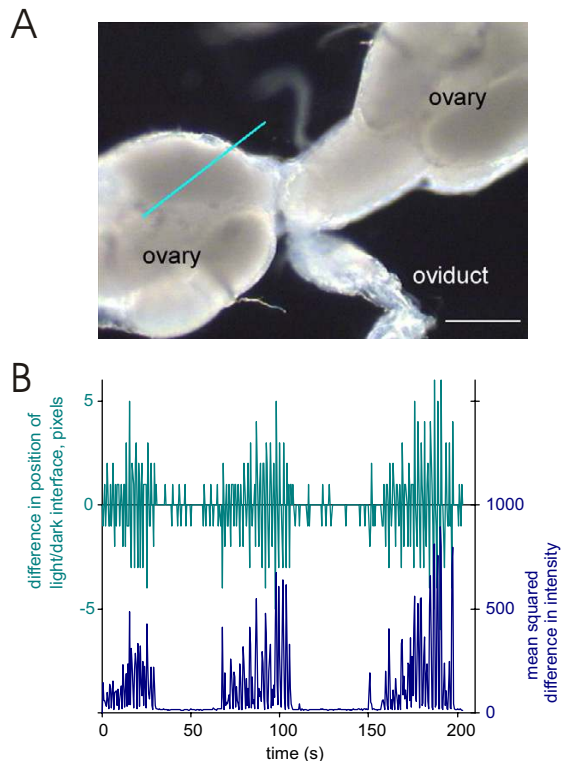 A
ovary
ovary
oviduct
B
difference in position of
light/dark interface, pixels
5
0
-5
1000
500
0
mean squared
difference in intensity
0
50
100
150
200
time (s)